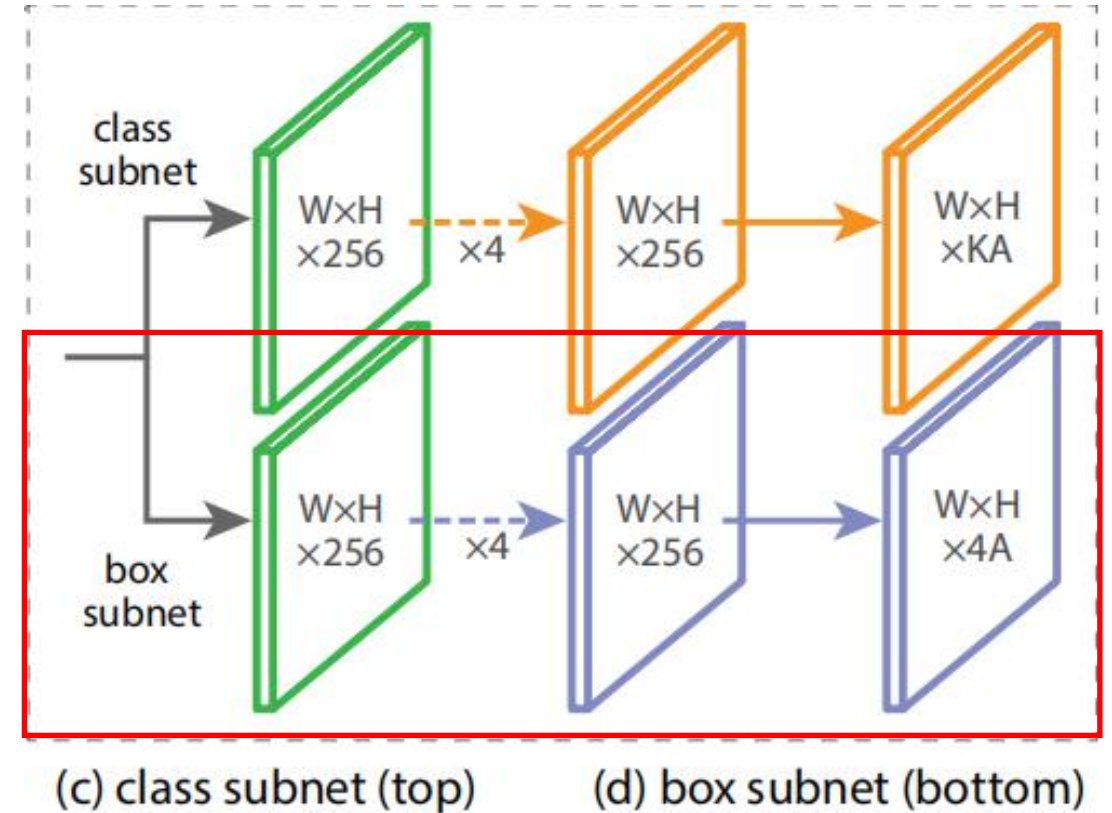 class
subnet
W×H
×256
×4
W×H
×256
W×H
×KA
box
subnet
W×H
×256
×4
W×H
×256
W×H
×4A
(c) class subnet (top)
(d) box subnet (bottom)